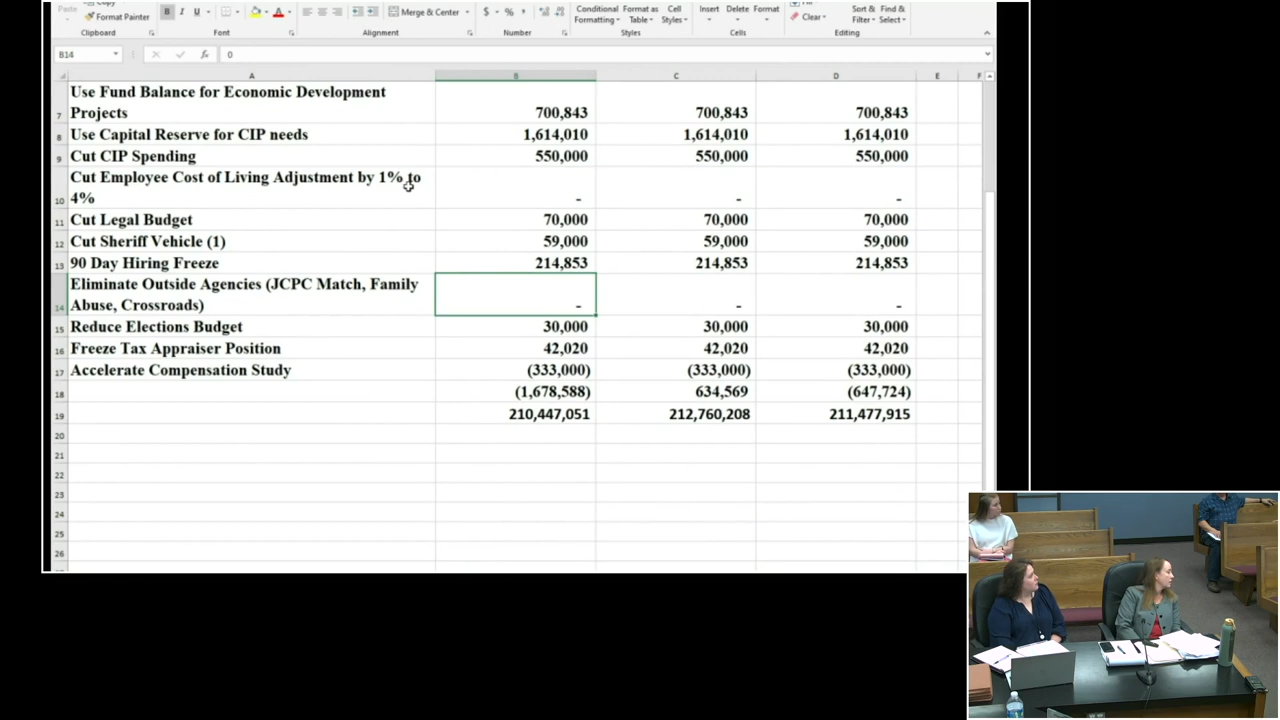 Paste
Copy
Format Painter
B I U A
Merge & Center
$ % ,
Conditional Format as Cell
Formatting Table Styles
Insert Delete Format
Clear
Sort & Find &
Filter Select
Clipboard Font Alignment Number Styles Cells Editing
B14 fx 0
A B C D E F
Use Fund Balance for Economic Development
7 Projects 700,843 700,843 700,843
8 Use Capital Reserve for CIP needs 1,614,010 1,614,010 1,614,010
9 Cut CIP Spending 550,000 550,000 550,000
Cut Employee Cost of Living Adjustment by 1% to
10 4% - - -
11 Cut Legal Budget 70,000 70,000 70,000
12 Cut Sheriff Vehicle (1) 59,000 59,000 59,000
13 90 Day Hiring Freeze 214,853 214,853 214,853
Eliminate Outside Agencies (JCPC Match, Family
14 Abuse, Crossroads) - - -
15 Reduce Elections Budget 30,000 30,000 30,000
16 Freeze Tax Appraiser Position 42,020 42,020 42,020
17 Accelerate Compensation Study (333,000) (333,000) (333,000)
18 (1,678,588) 634,569 (647,724)
19 210,447,051 212,760,208 211,477,915
20
21
22
23
24
25
26